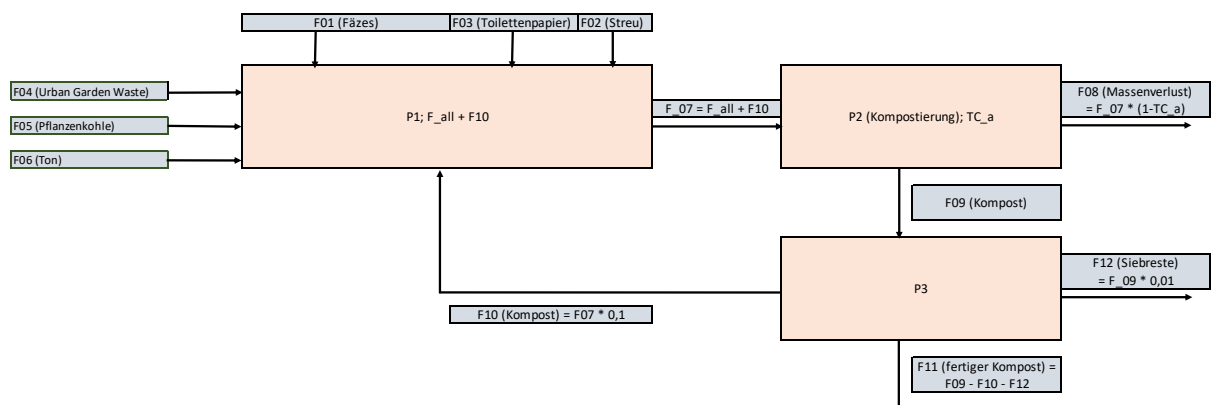 F01 (Fäzes)
F03 (Toilettenpapier)
F02 (Streu)
F04 (Urban Garden Waste)
F05 (Pflanzenkohle)
F06 (Ton)
P1; F_all + F10
F_07 = F_all + F10
P2 (Kompostierung); TC_a
F08 (Massenverlust)
= F_07 * (1-TC_a)
F09 (Kompost)
P3
F12 (Siebreste)
= F_09 * 0,01
F10 (Kompost) = F07 * 0,1
F11 (fertiger Kompost) =
F09 - F10 - F12